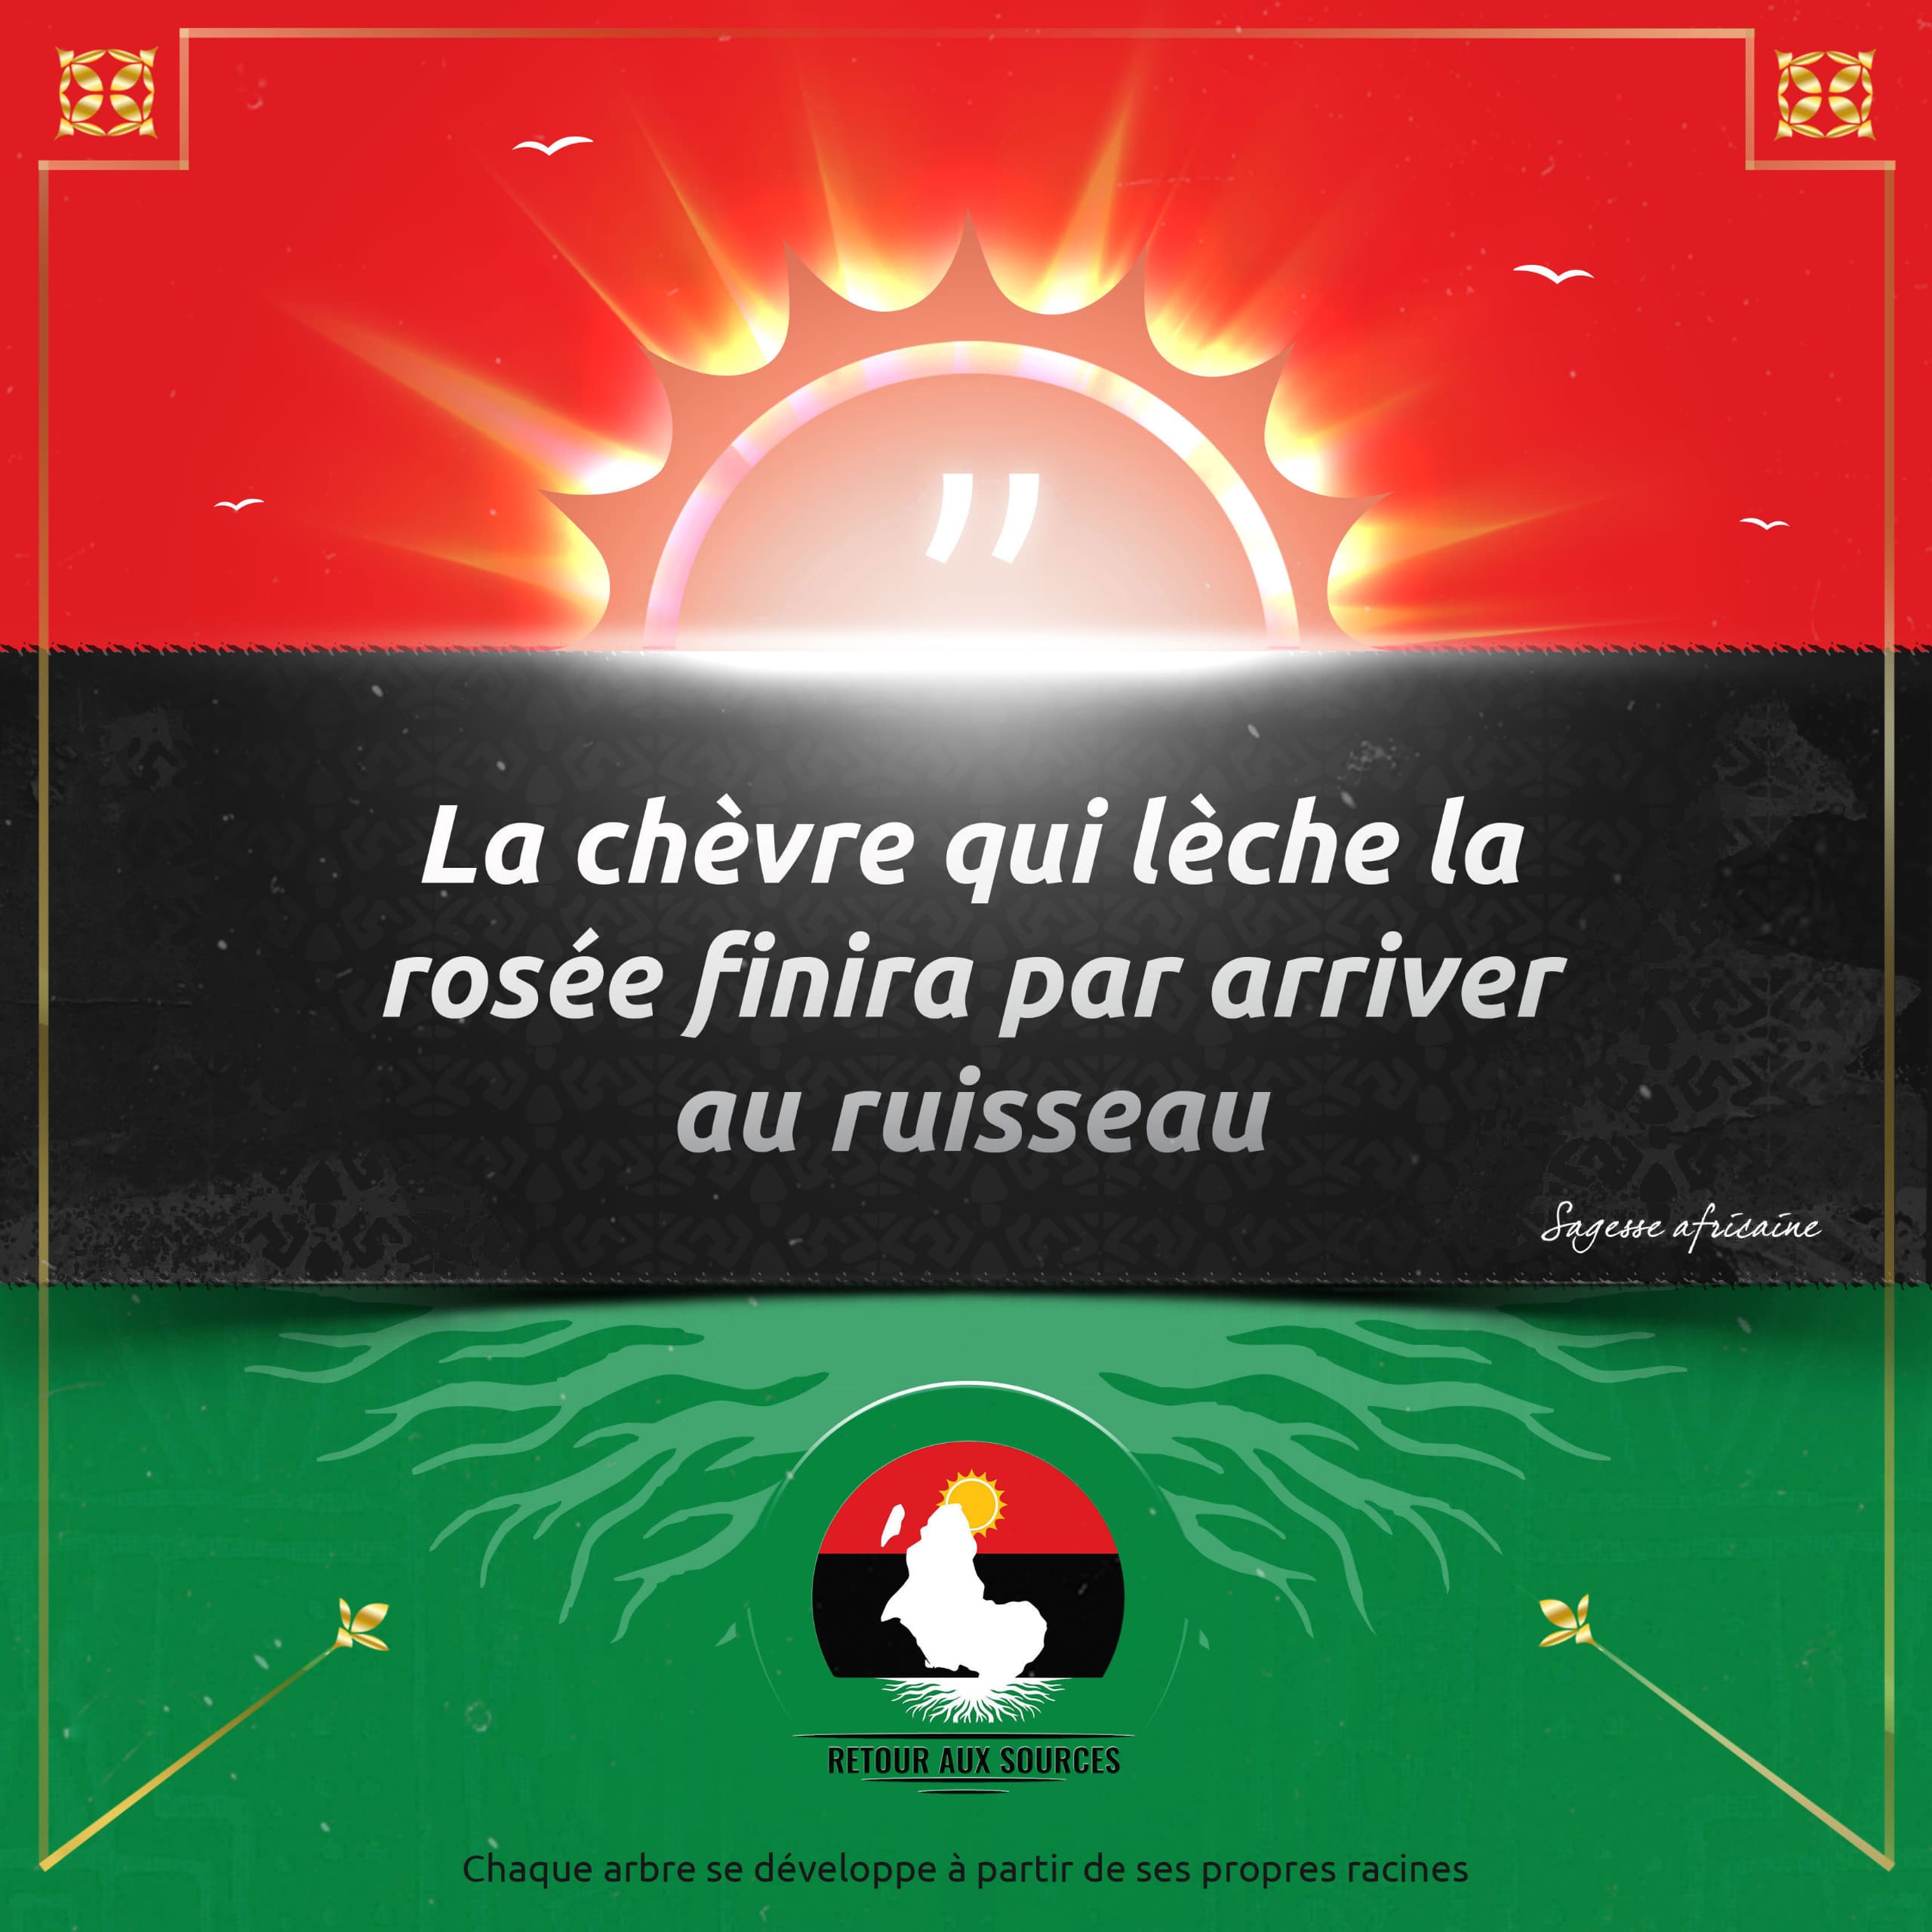 ”
La chèvre qui lèche la
rosée finira par arriver
au ruisseau
Sagesse africaine
RETOUR AUX SOURCES
Chaque arbre se développe à partir de ses propres racines